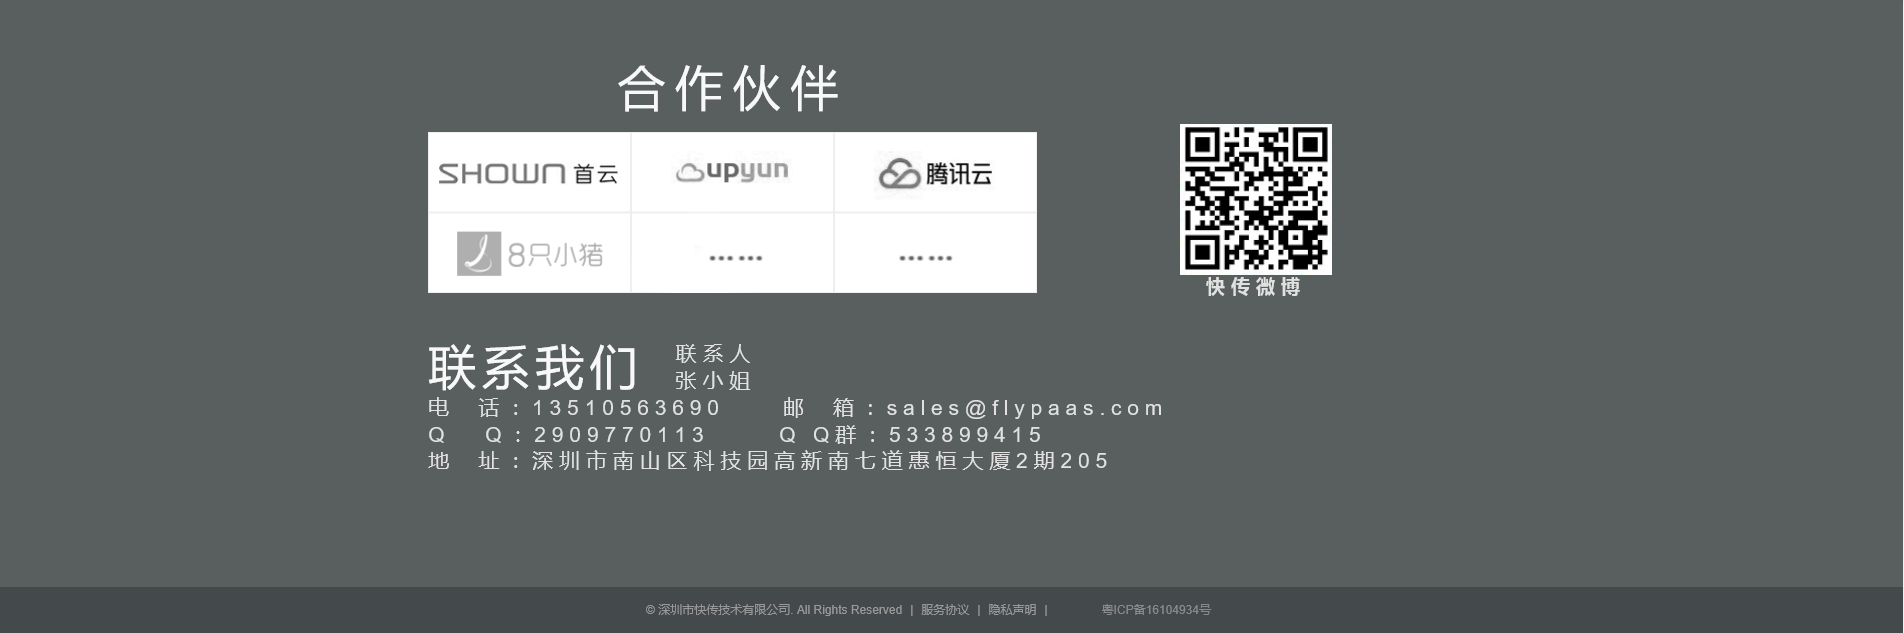 合作伙伴
SHOWN 首云
upyun
腾讯云
8只小猪
……
……
快传微博
联系我们
联系人
张小姐
电 话：13510563690 邮 箱：sales@flypaas.com
Q Q：2909770113 Q Q群：533899415
地 址：深圳市南山区科技园高新南七道惠恒大厦2期205
© 深圳市快传技术有限公司. All Rights Reserved | 服务协议 | 隐私声明 | 粤ICP备16104934号